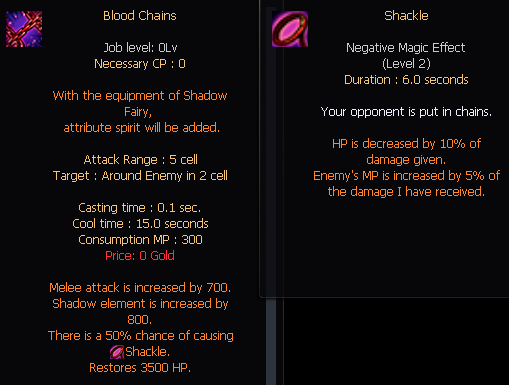 Blood Chains
Job level: 0Lv
Necessary CP : 0
With the equipment of Shadow
Fairy,
attribute spirit will be added.
Attack Range : 5 cell
Target : Around Enemy in 2 cell
Casting time : 0.1 sec.
Cool time : 15.0 seconds
Consumption MP : 300
Price: 0 Gold
Melee attack is increased by 700.
Shadow element is increased by
800.
There is a 50% chance of causing
Shackle.
Restores 3500 HP.
Shackle
Negative Magic Effect
(Level 2)
Duration : 6.0 seconds
Your opponent is put in chains.
HP is decreased by 10% of
damage given.
Enemy's MP is increased by 5% of
the damage I have received.